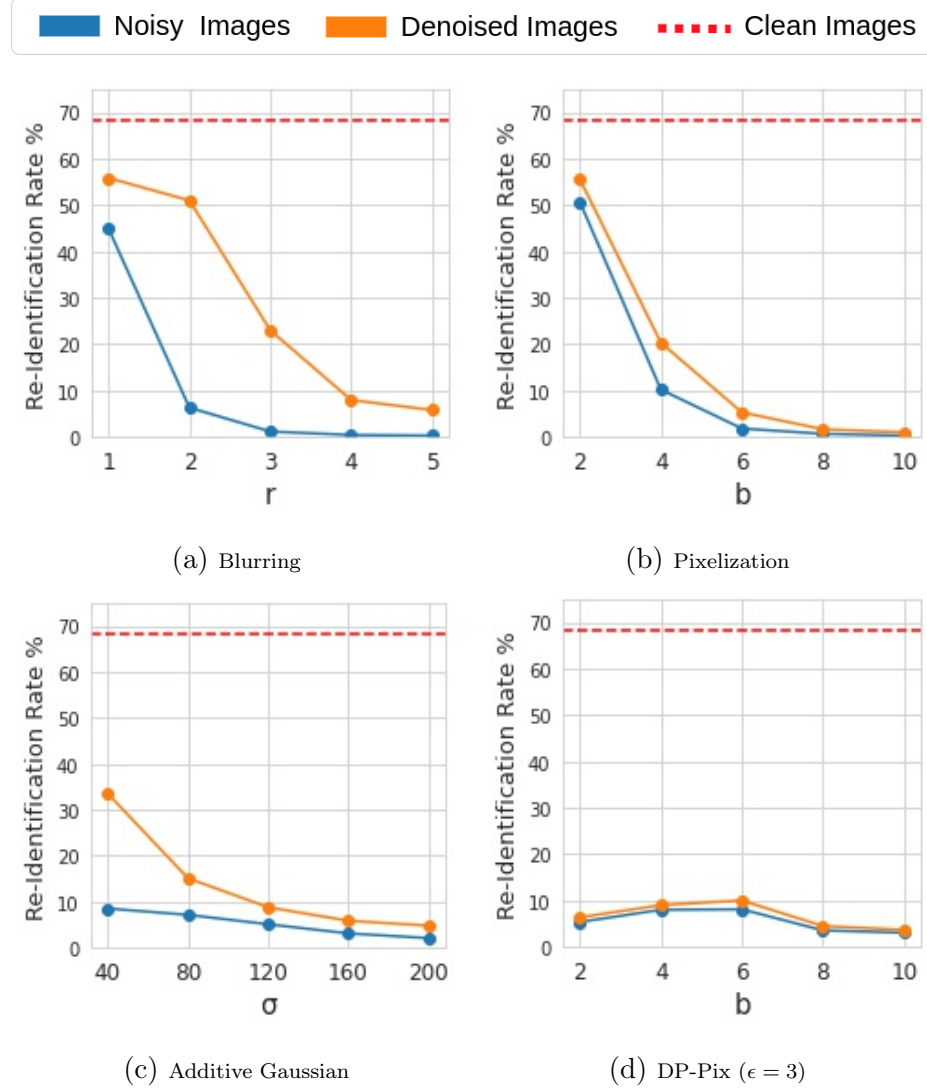 Noisy Images Denoised Images Clean Images
Re-Identification Rate %
70
60
50
40
30
20
10
0
1 2 3 4 5
r
(a) Blurring
Re-Identification Rate %
70
60
50
40
30
20
10
0
2 4 6 8 10
b
(b) Pixelization
Re-Identification Rate %
70
60
50
40
30
20
10
0
40 80 120 160 200
σ
(c) Additive Gaussian
Re-Identification Rate %
70
60
50
40
30
20
10
0
2 4 6 8 10
b
(d) DP-Pix (ϵ = 3)